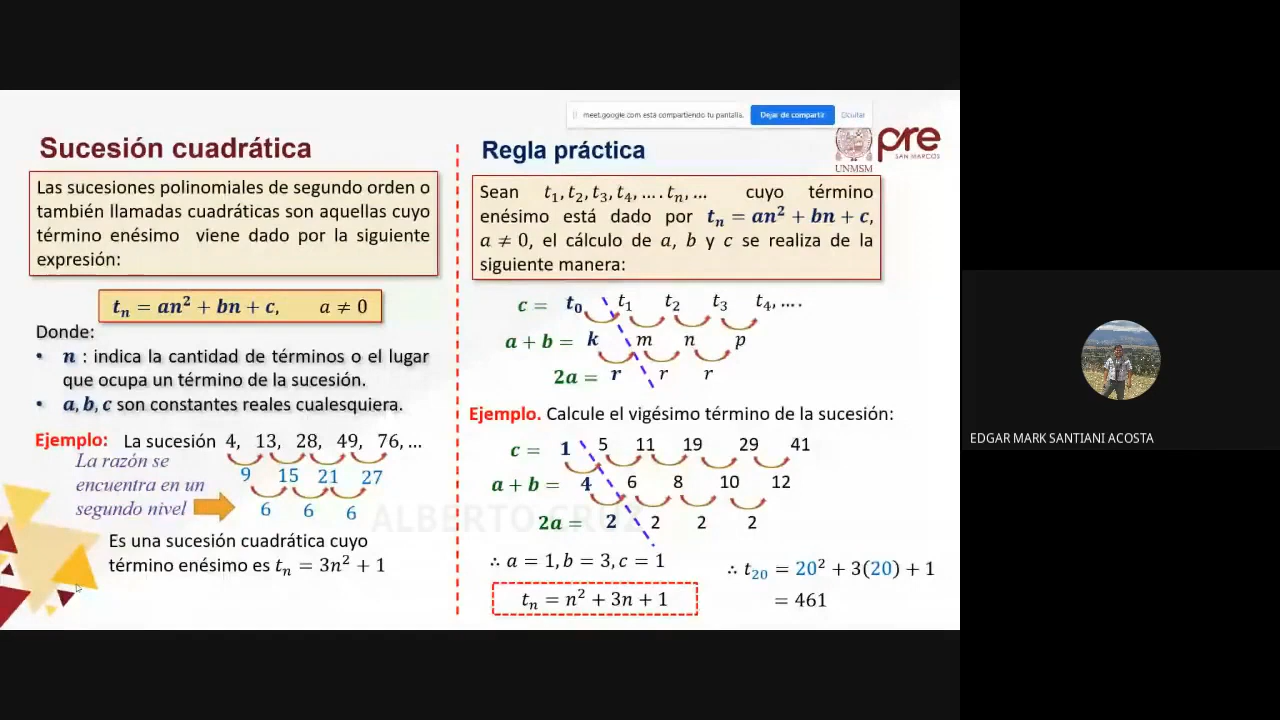 meet.google.com está compartiendo tu pantalla.
Dejar de compartir
Ocultar
pre
SAN MARCOS
UNMSM
Sucesión cuadrática
Las sucesiones polinomiales de segundo orden o
también llamadas cuadráticas son aquellas cuyo
término enésimo viene dado por la siguiente
expresión:
tₙ = an² + bn + c, a ≠ 0
Donde:
• n : indica la cantidad de términos o el lugar
que ocupa un término de la sucesión.
• a, b, c son constantes reales cualesquiera.
Ejemplo: La sucesión 4, 13, 28, 49, 76, ...
La razón se
encuentra en un
segundo nivel
9 15 21 27
6 6 6
Es una sucesión cuadrática cuyo
término enésimo es tₙ = 3n² + 1
Regla práctica
Sean t₁, t₂, t₃, t₄, .... tₙ, ... cuyo término
enésimo está dado por tₙ = an² + bn + c,
a ≠ 0, el cálculo de a, b y c se realiza de la
siguiente manera:
c = t₀ t₁ t₂ t₃ t₄, ....
a + b = k m n p
2a = r r r
Ejemplo. Calcule el vigésimo término de la sucesión:
c = 1 5 11 19 29 41
a + b = 4 6 8 10 12
2a = 2 2 2 2
ALBERTO CRUZ
∴ a = 1, b = 3, c = 1
tₙ = n² + 3n + 1
∴ t₂₀ = 20² + 3(20) + 1
= 461
EDGAR MARK SANTIANI ACOSTA